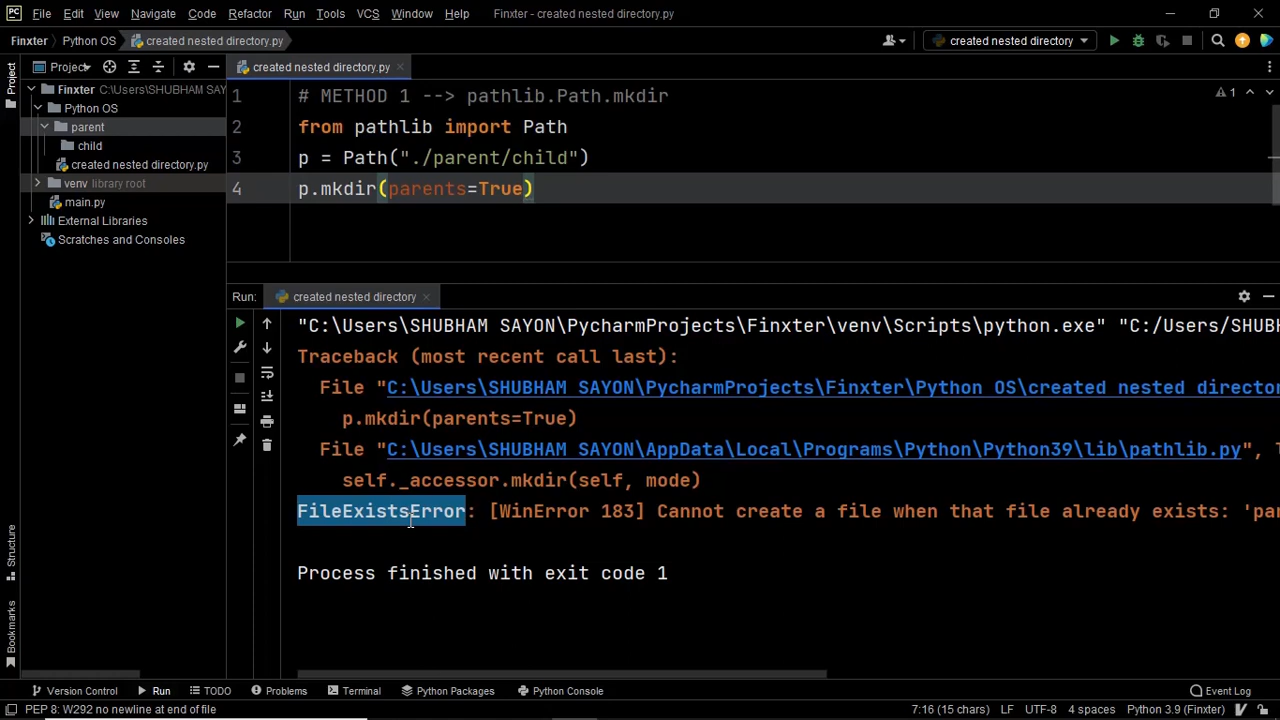 PC File Edit View Navigate Code Refactor Run Tools VCS Window Help Finxter - created nested directory.py
Finxter Python OS created nested directory.py created nested directory
Project created nested directory.py
Project
Finxter C:\USERS\SHUBHAM SAY
Python OS
parent
child
created nested directory.py
venv library root
main.py
External Libraries
Scratches and Consoles
1 # METHOD 1 --> pathlib.Path.mkdir
2 from pathlib import Path
3 p = Path("./parent/child")
4 p.mkdir(parents=True)
1
Run: created nested directory
"C:\Users\SHUBHAM SAYON\PycharmProjects\Finxter\venv\Scripts\python.exe" "C:/Users/SHUB
Traceback (most recent call last):
File "C:\Users\SHUBHAM SAYON\PycharmProjects\Finxter\Python OS\created nested director
p.mkdir(parents=True)
File "C:\Users\SHUBHAM SAYON\AppData\Local\Programs\Python\Python39\lib\pathlib.py", l
self._accessor.mkdir(self, mode)
FileExistsError: [WinError 183] Cannot create a file when that file already exists: 'par
Process finished with exit code 1
Structure
Bookmarks
Version Control Run TODO Problems Terminal Python Packages Python Console Event Log
PEP 8: W292 no newline at end of file 7:16 (15 chars) LF UTF-8 4 spaces Python 3.9 (Finxter)